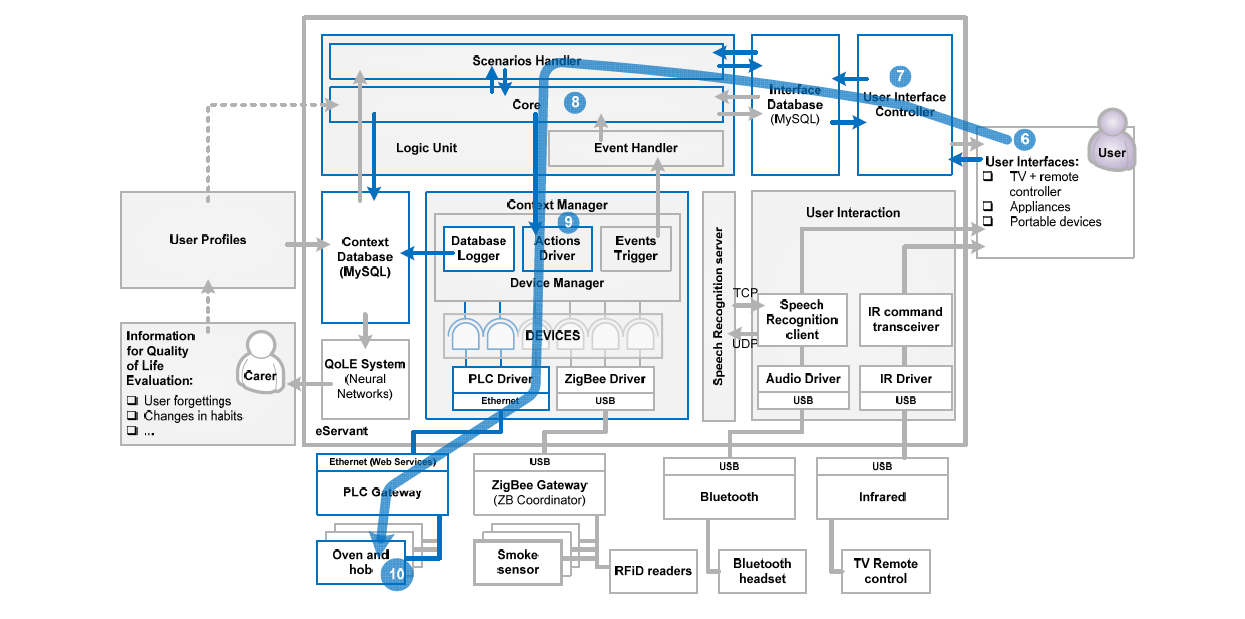 Scenarios Handler
Core
8
Logic Unit
Event Handler
Interface
Database
(MySQL)
7
User Interface
Controller
6
User
User Interfaces:
❑ TV + remote
controller
❑ Appliances
❑ Portable devices
User Profiles
Context
Database
(MySQL)
Context Manager
9
Database
Logger
Actions
Driver
Events
Trigger
Device Manager
DEVICES
PLC Driver
Ethernet
ZigBee Driver
USB
Speech Recognition server
TCP
UDP
User Interaction
Speech
Recognition
client
IR command
transceiver
Audio Driver
USB
IR Driver
USB
Information
for Quality
of Life
Evaluation:
❑ User forgettings
❑ Changes in habits
❑ ...
Carer
QoLE System
(Neural
Networks)
eServant
Ethernet (Web Services)
PLC Gateway
USB
ZigBee Gateway
(ZB Coordinator)
USB
Bluetooth
USB
Infrared
Oven and
hob
10
Smoke
sensor
RFiD readers
Bluetooth
headset
TV Remote
control